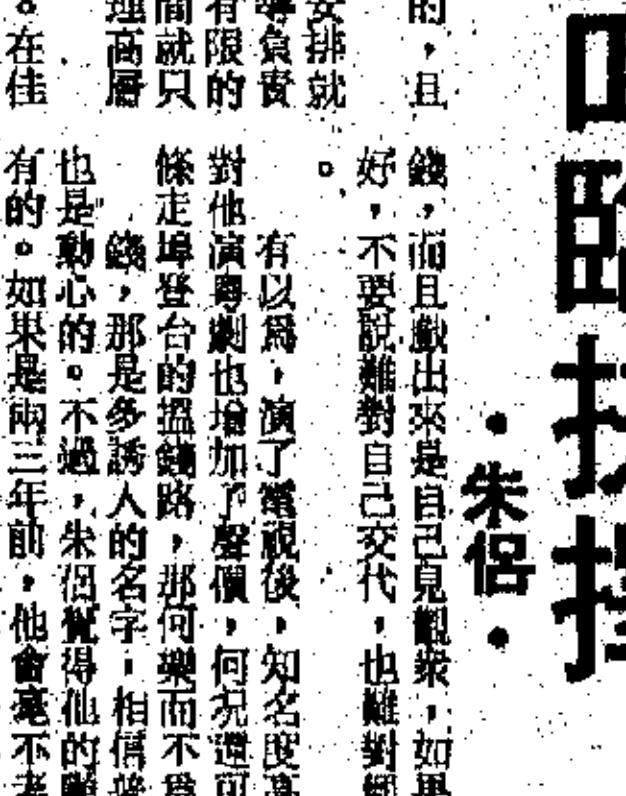 ・朱侶・
的，且
安排就
導負責
有限的
間就只
理高層
。在佳
錢，而且戲出來是自己見觀衆，如果
好，不要說難對自己交代，也難對
。
有以爲，演了電視後，知名度高
對他演粵劇也增加了聲價，何況還可
條走埠登台的搵錢路，那何樂而不爲
錢，那是多誘人的名字，相信
也是動心的。不過，朱侶覺得他的
有的。如果是兩三年前，他會毫不考